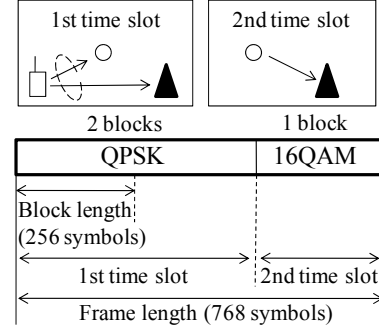 1st time slot
2nd time slot
2 blocks
1 block
QPSK
16QAM
Block length
(256 symbols)
1st time slot
2nd time slot
Frame length (768 symbols)